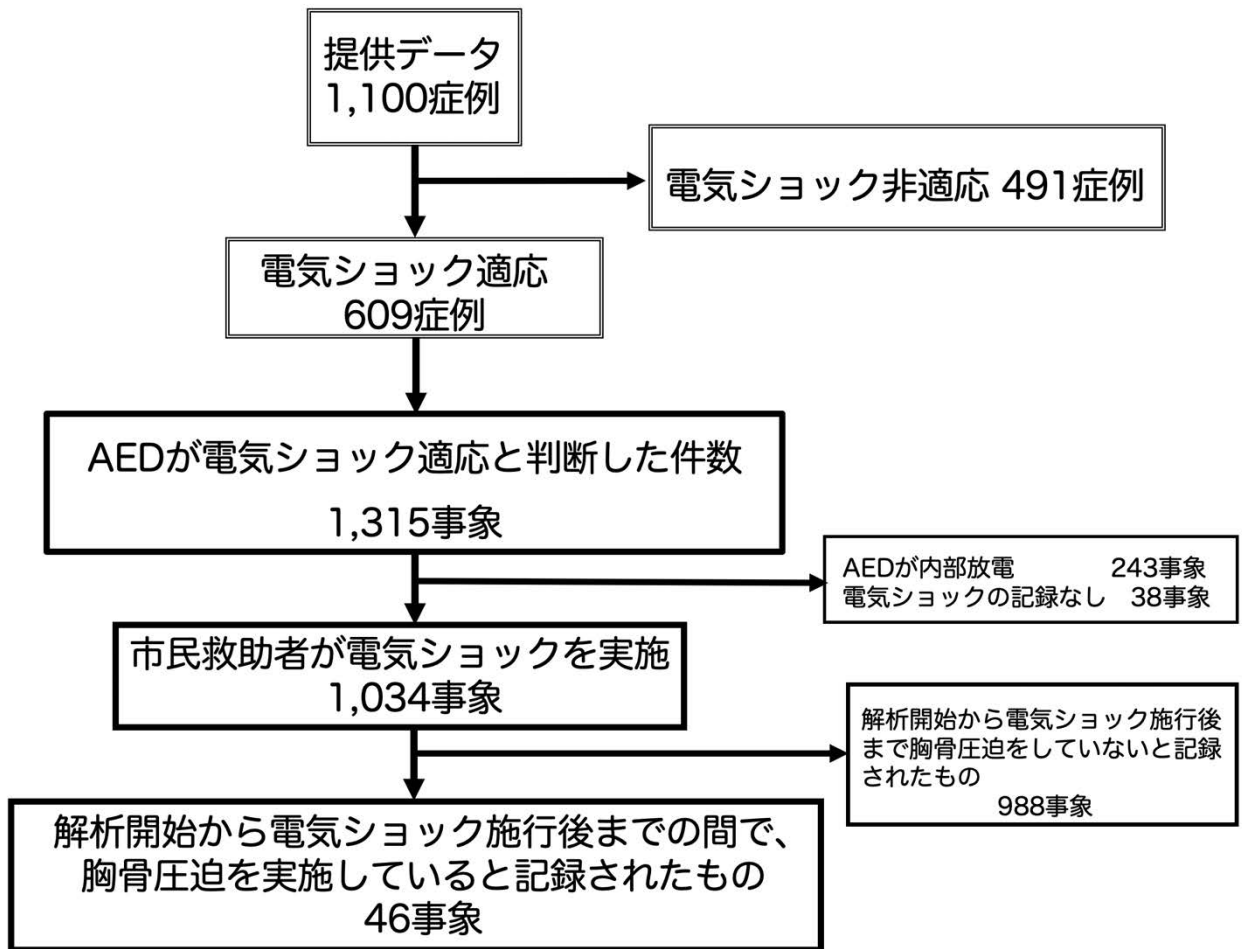 提供データ
1,100症例
電気ショック非適応 491症例
電気ショック適応
609症例
AEDが電気ショック適応と判断した件数
1,315事象
AEDが内部放電 243事象
電気ショックの記録なし 38事象
市民救助者が電気ショックを実施
1,034事象
解析開始から電気ショック施行後
まで胸骨圧迫をしていないと記録
されたもの
988事象
解析開始から電気ショック施行後までの間で、
胸骨圧迫を実施していると記録されたもの
46事象